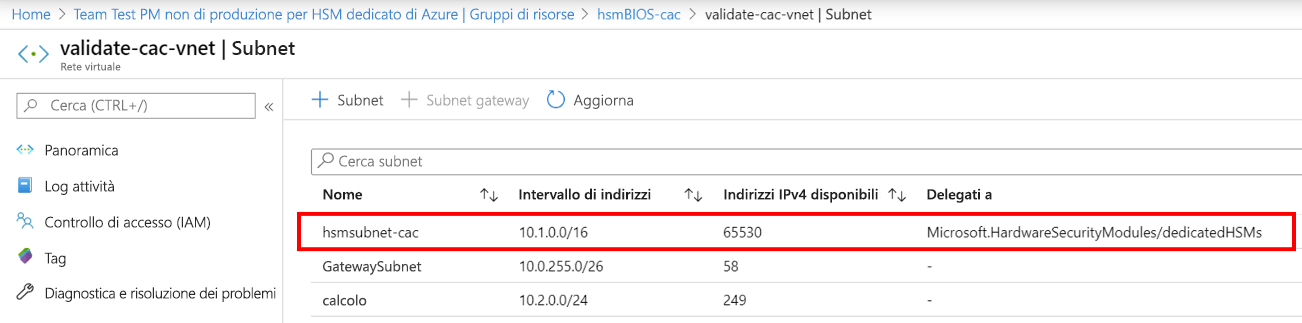 Home > Team Test PM non di produzione per HSM dedicato di Azure | Gruppi di risorse > hsmBIOS-cac > validate-cac-vnet | Subnet
validate-cac-vnet | Subnet
Rete virtuale
Cerca (CTRL+/) «
+ Subnet + Subnet gateway Aggiorna
Panoramica
Log attività
Controllo di accesso (IAM)
Tag
Diagnostica e risoluzione dei problemi
Cerca subnet
Nome ↑↓ Intervallo di indirizzi ↑↓ Indirizzi IPv4 disponibili ↑↓ Delegati a
hsmsubnet-cac 10.1.0.0/16 65530 Microsoft.HardwareSecurityModules/dedicatedHSMs
GatewaySubnet 10.0.255.0/26 58 -
calcolo 10.2.0.0/24 249 -